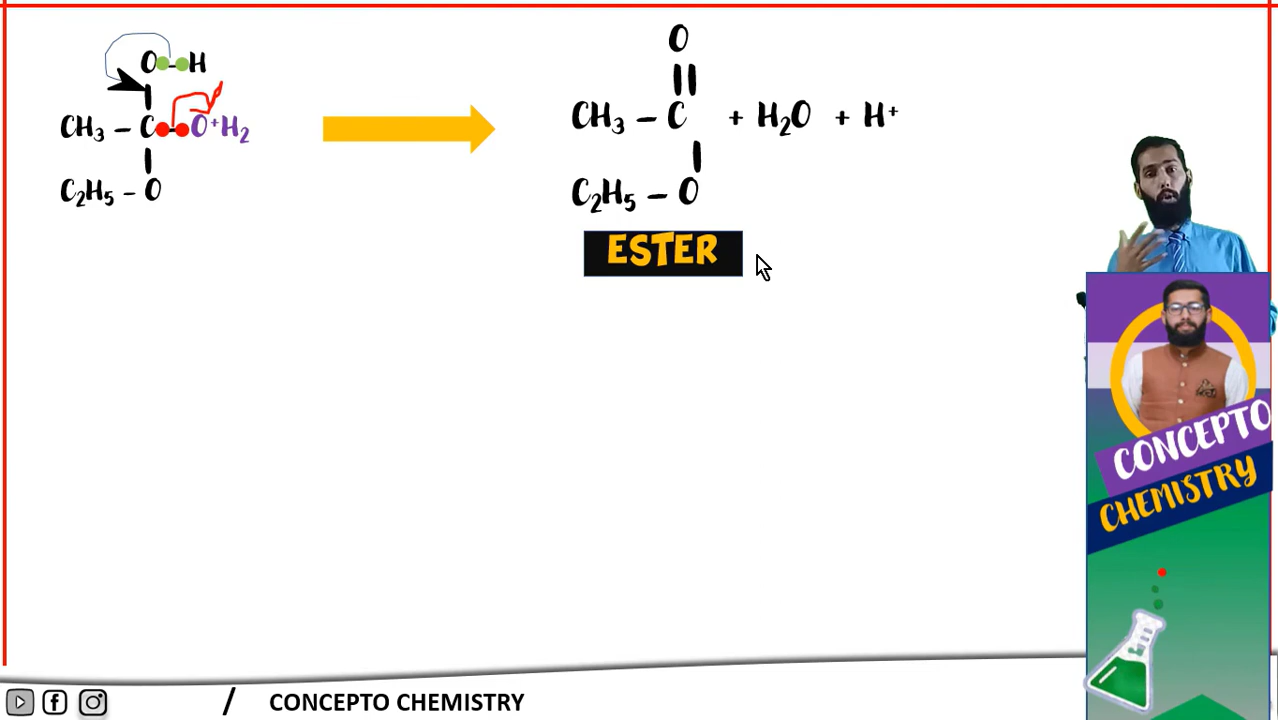 O-H
CH₃ - C - O⁺H₂
C₂H₅ - O
O
CH₃ - C + H₂O + H⁺
C₂H₅ - O
ESTER
CONCEPTO
CHEMISTRY
/ CONCEPTO CHEMISTRY